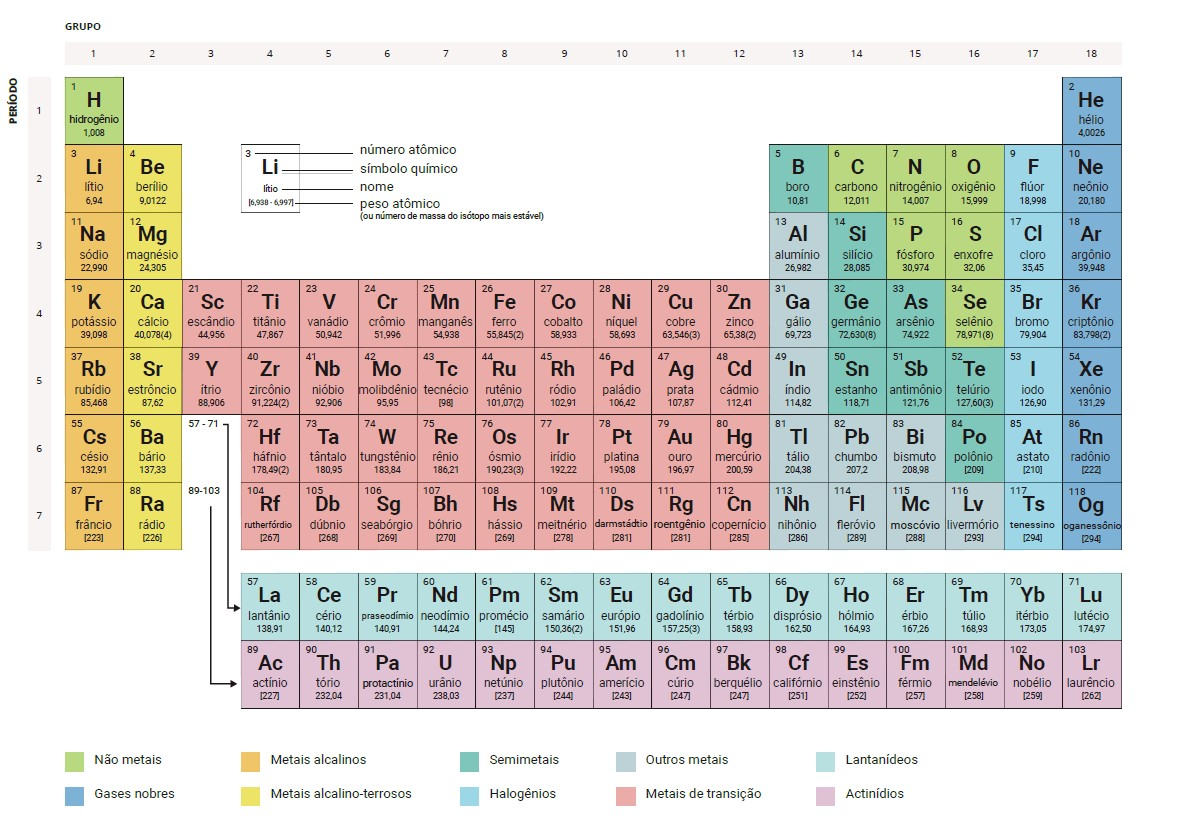 GRUPO
1 2 3 4 5 6 7 8 9 10 11 12 13 14 15 16 17 18
PERÍODO
1
1 2
H He
hidrogênio hélio
1,008 4,0026
número atômico
símbolo químico
nome
peso atômico
(ou número de massa do isótopo mais estável)
3
Li
lítio
[6,938 - 6,997]
2
3 4 5 6 7 8 9 10
Li Be B C N O F Ne
lítio berílio boro carbono nitrogênio oxigênio flúor neônio
6,94 9,0122 10,81 12,011 14,007 15,999 18,998 20,180
3
11 12 13 14 15 16 17 18
Na Mg Al Si P S Cl Ar
sódio magnésio alumínio silício fósforo enxofre cloro argônio
22,990 24,305 26,982 28,085 30,974 32,06 35,45 39,948
4
19 20 21 22 23 24 25 26 27 28 29 30 31 32 33 34 35 36
K Ca Sc Ti V Cr Mn Fe Co Ni Cu Zn Ga Ge As Se Br Kr
potássio cálcio escândio titânio vanádio crômio manganês ferro cobalto níquel cobre zinco gálio germânio arsênio selênio bromo criptônio
39,098 40,078(4) 44,956 47,867 50,942 51,996 54,938 55,845(2) 58,933 58,693 63,546(3) 65,38(2) 69,723 72,630(8) 74,922 78,971(8) 79,904 83,798(2)
5
37 38 39 40 41 42 43 44 45 46 47 48 49 50 51 52 53 54
Rb Sr Y Zr Nb Mo Tc Ru Rh Pd Ag Cd In Sn Sb Te I Xe
rubídio estrôncio ítrio zircônio nióbio molibdênio tecnécio rutênio ródio paládio prata cádmio índio estanho antimônio telúrio iodo xenônio
85,468 87,62 88,906 91,224(2) 92,906 95,95 [98] 101,07(2) 102,91 106,42 107,87 112,41 114,82 118,71 121,76 127,60(3) 126,90 131,29
6
55 56 57 - 71 72 73 74 75 76 77 78 79 80 81 82 83 84 85 86
Cs Ba Hf Ta W Re Os Ir Pt Au Hg Tl Pb Bi Po At Rn
césio bário háfnio tântalo tungstênio rênio ósmio irídio platina ouro mercúrio tálio chumbo bismuto polônio astato radônio
132,91 137,33 178,49(2) 180,95 183,84 186,21 190,23(3) 192,22 195,08 196,97 200,59 204,38 207,2 208,98 [209] [210] [222]
7
87 88 89-103 104 105 106 107 108 109 110 111 112 113 114 115 116 117 118
Fr Ra Rf Db Sg Bh Hs Mt Ds Rg Cn Nh Fl Mc Lv Ts Og
frâncio rádio rutherfórdio dúbnio seabórgio bóhrio hássio meitnério darmstádtio roentgênio copernício nihônio fleróvio moscóvio livermório tenessino oganessônio
[223] [226] [267] [268] [269] [270] [269] [278] [281] [281] [285] [286] [289] [288] [293] [294] [294]
57 58 59 60 61 62 63 64 65 66 67 68 69 70 71
La Ce Pr Nd Pm Sm Eu Gd Tb Dy Ho Er Tm Yb Lu
lantânio cério praseodímio neodímio promécio samário európio gadolínio térbio disprósio hólmio érbio túlio itérbio lutécio
138,91 140,12 140,91 144,24 [145] 150,36(2) 151,96 157,25(3) 158,93 162,50 164,93 167,26 168,93 173,05 174,97
89 90 91 92 93 94 95 96 97 98 99 100 101 102 103
Ac Th Pa U Np Pu Am Cm Bk Cf Es Fm Md No Lr
actínio tório protactínio urânio netúnio plutônio amerício cúrio berquélio califórnio einstênio férmio mendelévio nobélio laurêncio
[227] 232,04 231,04 238,03 [237] [244] [243] [247] [247] [251] [252] [257] [258] [259] [262]
Não metais Metais alcalinos Semimetais Outros metais Lantanídeos
Gases nobres Metais alcalino-terrosos Halogênios Metais de transição Actinídios